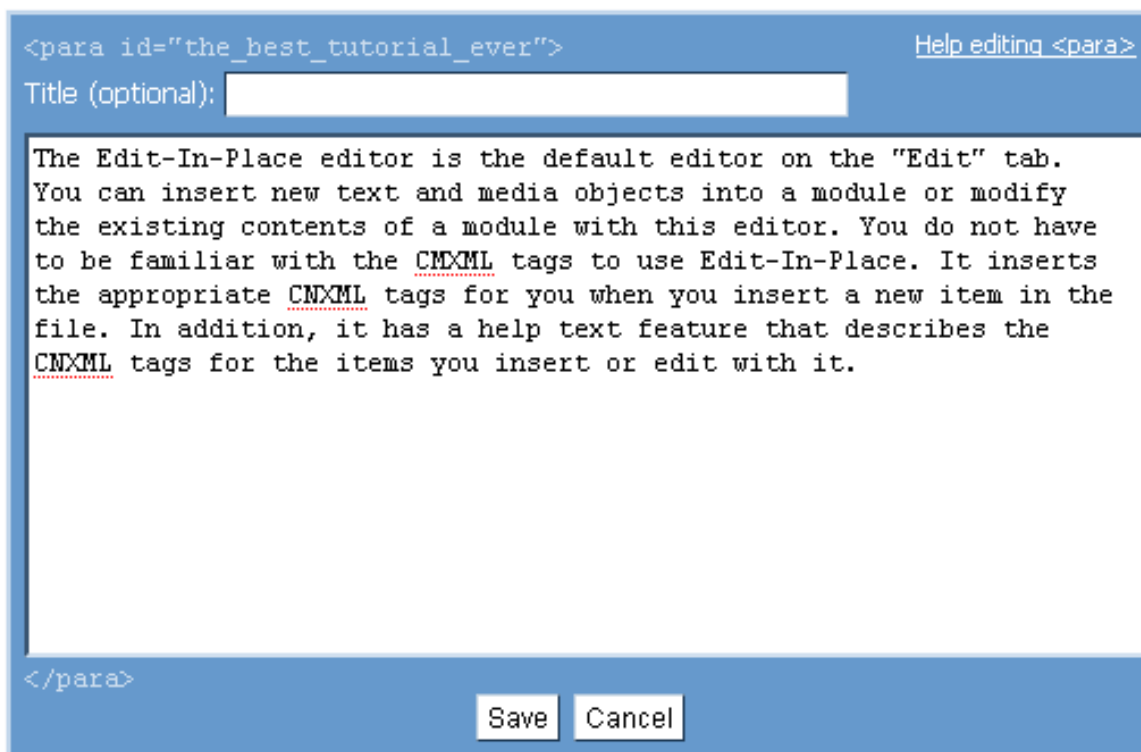 <para id="the_best_tutorial_ever">
Help editing <para>
Title (optional):
The Edit-In-Place editor is the default editor on the "Edit" tab.
You can insert new text and media objects into a module or modify
the existing contents of a module with this editor. You do not have
to be familiar with the CMXML tags to use Edit-In-Place. It inserts
the appropriate CNXML tags for you when you insert a new item in the
file. In addition, it has a help text feature that describes the
CNXML tags for the items you insert or edit with it.
</para>
Save Cancel